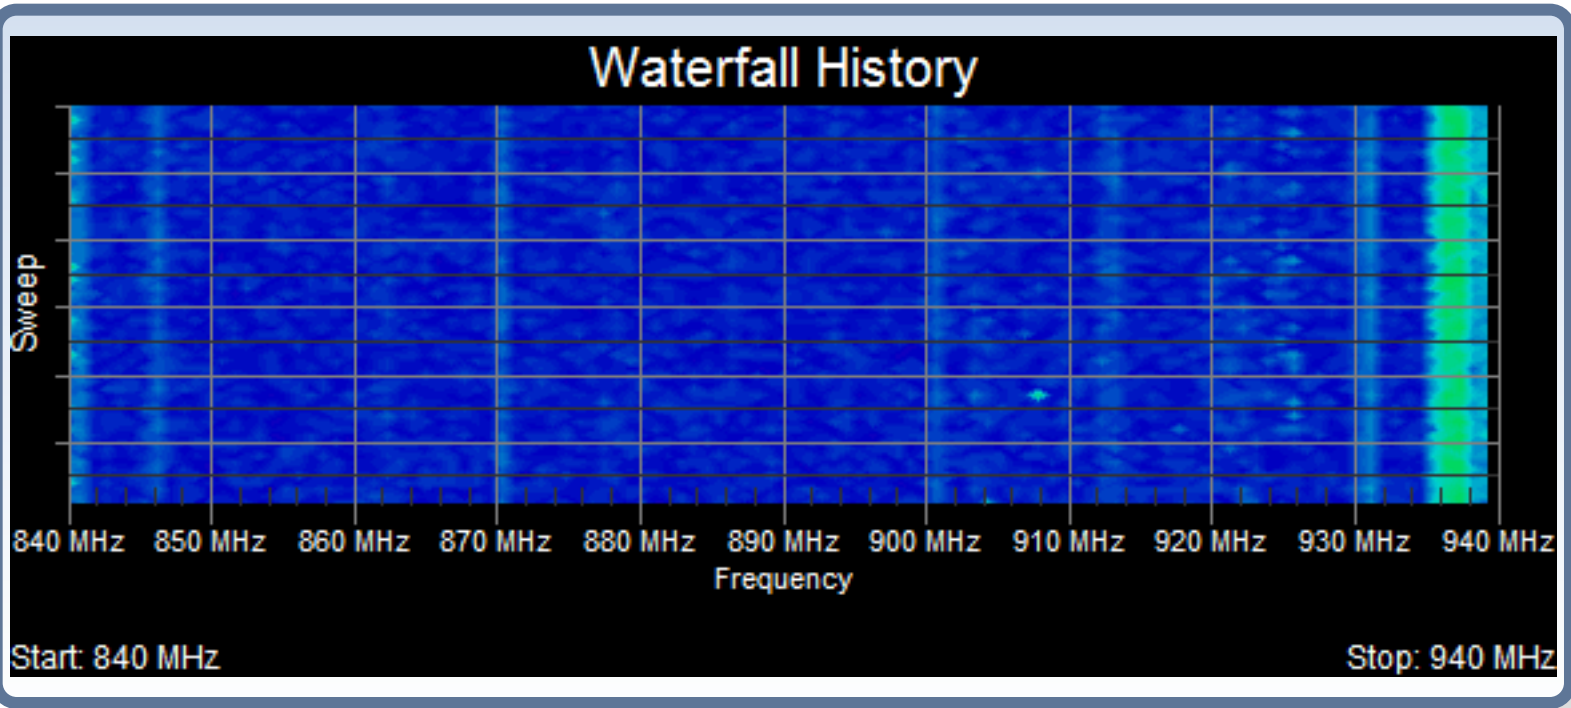 Waterfall History
Sweep
840 MHz 850 MHz 860 MHz 870 MHz 880 MHz 890 MHz 900 MHz 910 MHz 920 MHz 930 MHz 940 MHz
Frequency
Start: 840 MHz Stop: 940 MHz